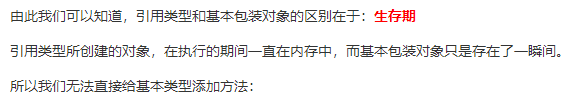 由此我们可以知道，引用类型和基本包装对象的区别在于：生存期
引用类型所创建的对象，在执行的期间一直在内存中，而基本包装对象只是存在了一瞬间。
所以我们无法直接给基本类型添加方法：